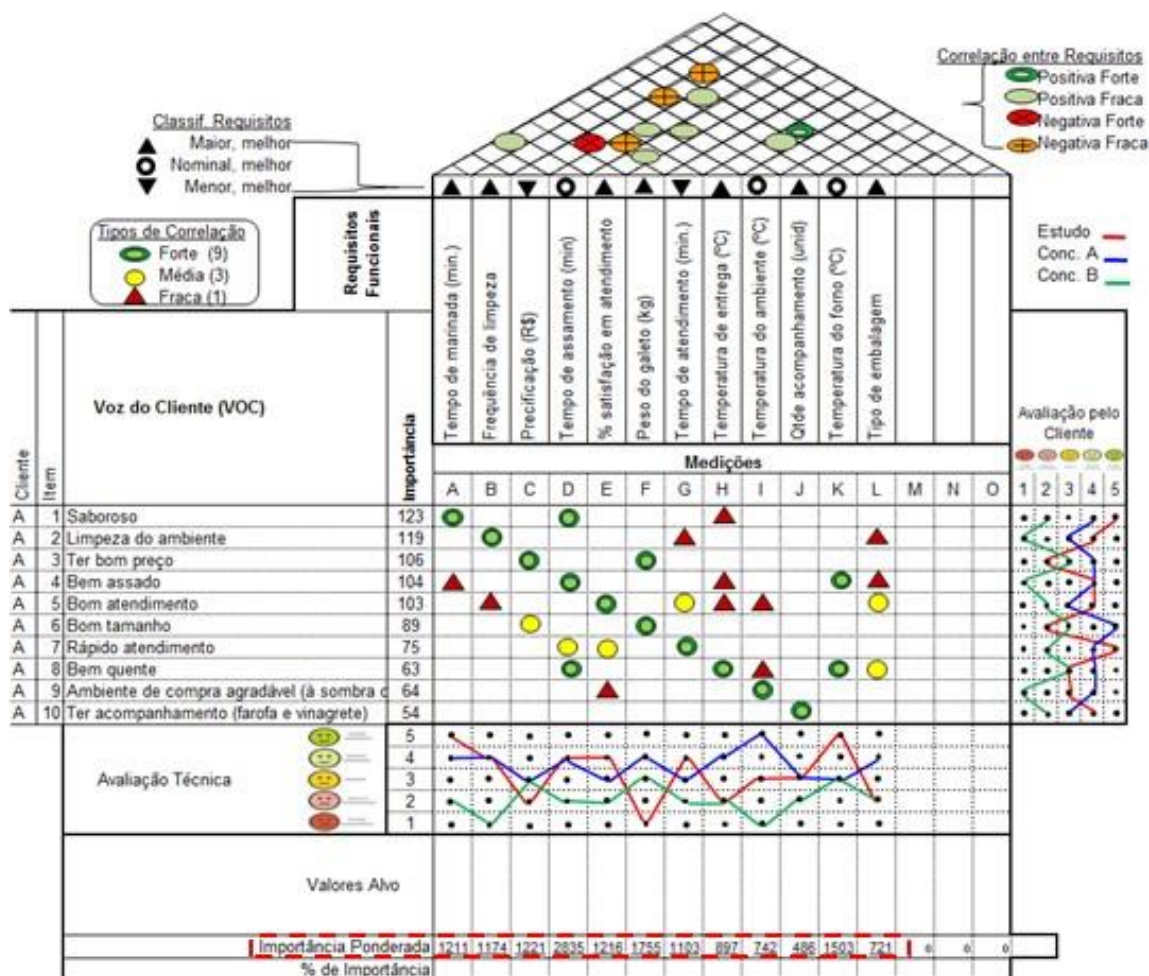 Correlação entre Requisitos
Positiva Forte
Positiva Fraca
Negativa Forte
Negativa Fraca
Classif. Requisitos
Maior, melhor
Nominal, melhor
Menor, melhor
Tipos de Correlação
Forte (9)
Média (3)
Fraca (1)
Requisitos Funcionais
Tempo de marinada (min.)
Frequência de limpeza
Precificação (R$)
Tempo de assamento (min)
% satisfação em atendimento
Peso do galeto (kg)
Tempo de atendimento (min.)
Temperatura de entrega (ºC)
Temperatura do ambiente (ºC)
Qtde acompanhamento (unid)
Temperatura do forno (ºC)
Tipo de embalagem
Estudo
Conc. A
Conc. B
Voz do Cliente (VOC)
Cliente
Item
Importância
Avaliação pelo
Cliente
Medições
A B C D E F G H I J K L M N O
1 2 3 4 5
A 1 Saboroso 123
A 2 Limpeza do ambiente 119
A 3 Ter bom preço 106
A 4 Bem assado 104
A 5 Bom atendimento 103
A 6 Bom tamanho 89
A 7 Rápido atendimento 75
A 8 Bem quente 63
A 9 Ambiente de compra agradável (à sombra d 64
A 10 Ter acompanhamento (farofa e vinagrete) 54
Avaliação Técnica
5
4
3
2
1
Valores Alvo
Importância Ponderada 1211 1174 1221 2835 1216 1755 1103 897 742 486 1503 721 0 0 0
% de Importância